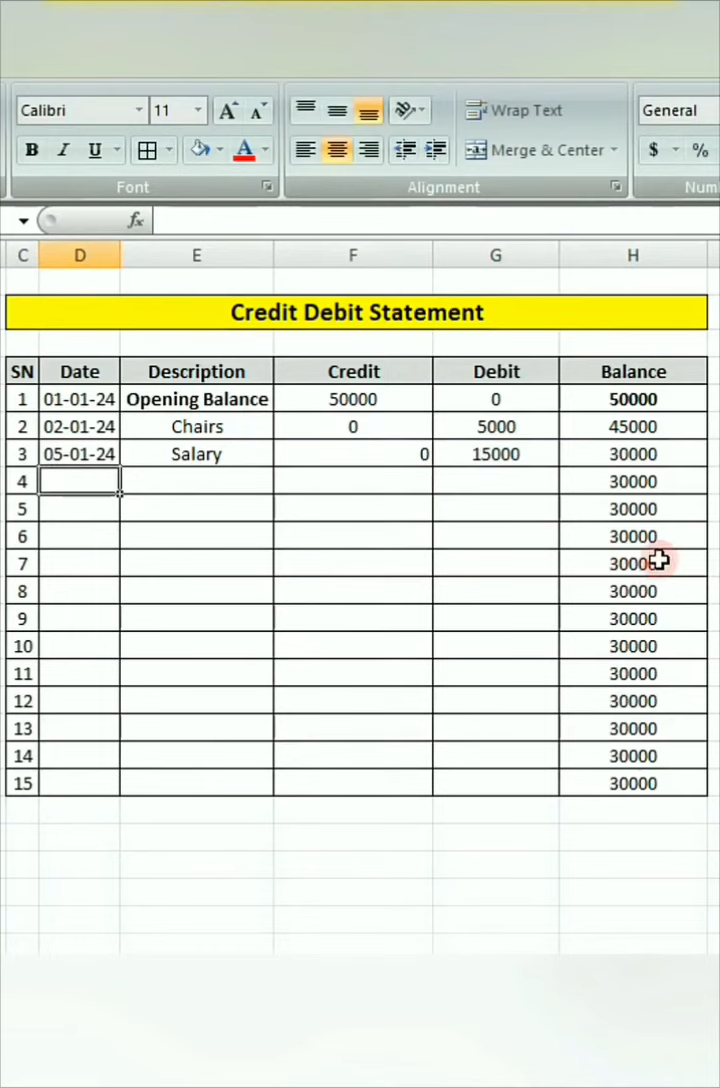 Calibri 11 A A Wrap Text General
B I U A Merge & Center $ %
Font Alignment Num
fx
C D E F G H
Credit Debit Statement
SN Date Description Credit Debit Balance
1 01-01-24 Opening Balance 50000 0 50000
2 02-01-24 Chairs 0 5000 45000
3 05-01-24 Salary 0 15000 30000
4 30000
5 30000
6 30000
7 3000
8 30000
9 30000
10 30000
11 30000
12 30000
13 30000
14 30000
15 30000